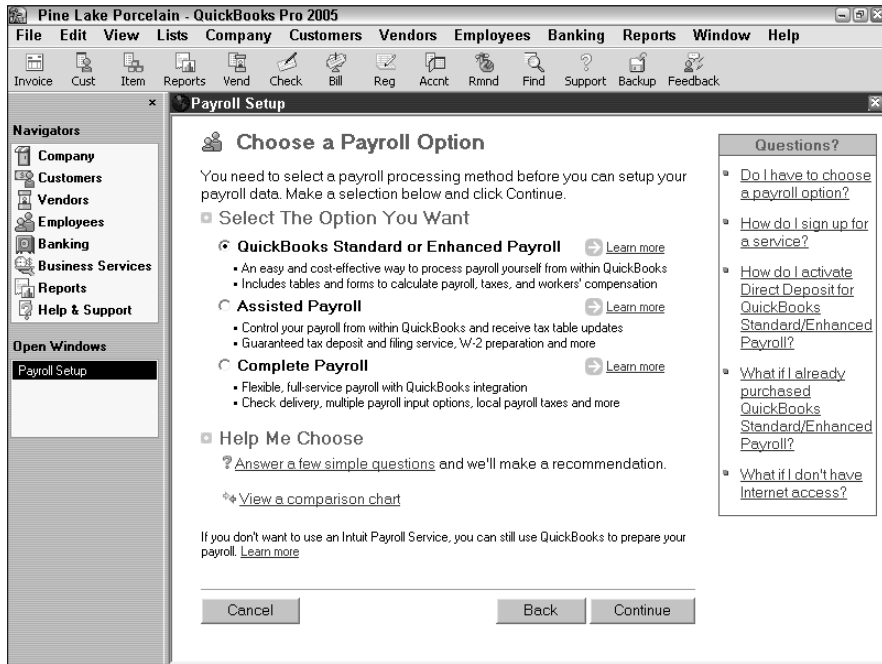 Pine Lake Porcelain - QuickBooks Pro 2005
File Edit View Lists Company Customers Vendors Employees Banking Reports Window Help
Invoice Cust Item Reports Vend Check Bill Reg Accnt Rmnd Find Support Backup Feedback
Navigators
Company
Customers
Vendors
Employees
Banking
Business Services
Reports
Help & Support
Open Windows
Payroll Setup
Payroll Setup
Choose a Payroll Option
You need to select a payroll processing method before you can setup your
payroll data. Make a selection below and click Continue.
Select The Option You Want
QuickBooks Standard or Enhanced Payroll Learn more
▪ An easy and cost-effective way to process payroll yourself from within QuickBooks
▪ Includes tables and forms to calculate payroll, taxes, and workers' compensation
Assisted Payroll Learn more
▪ Control your payroll from within QuickBooks and receive tax table updates
▪ Guaranteed tax deposit and filing service, W-2 preparation and more
Complete Payroll Learn more
▪ Flexible, full-service payroll with QuickBooks integration
▪ Check delivery, multiple payroll input options, local payroll taxes and more
Help Me Choose
? Answer a few simple questions and we'll make a recommendation.
View a comparison chart
If you don't want to use an Intuit Payroll Service, you can still use QuickBooks to prepare your
payroll. Learn more
Cancel Back Continue
Questions?
Do I have to choose
a payroll option?
How do I sign up for
a service?
How do I activate
Direct Deposit for
QuickBooks
Standard/Enhanced
Payroll?
What if I already
purchased
QuickBooks
Standard/Enhanced
Payroll?
What if I don't have
Internet access?